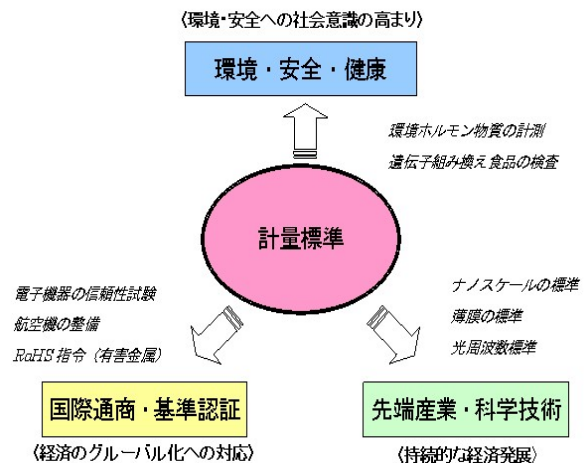 〈環境・安全への社会意識の高まり〉
環境・安全・健康
環境ホルモン物質の計測
遺伝子組み換え食品の検査
計量標準
電子機器の信頼性試験
航空機の整備
RoHS 指令（有害金属）
ナノスケールの標準
薄膜の標準
光周波数標準
国際通商・基準認証
〈経済のグルーバル化への対応〉
先端産業・科学技術
〈持続的な経済発展〉